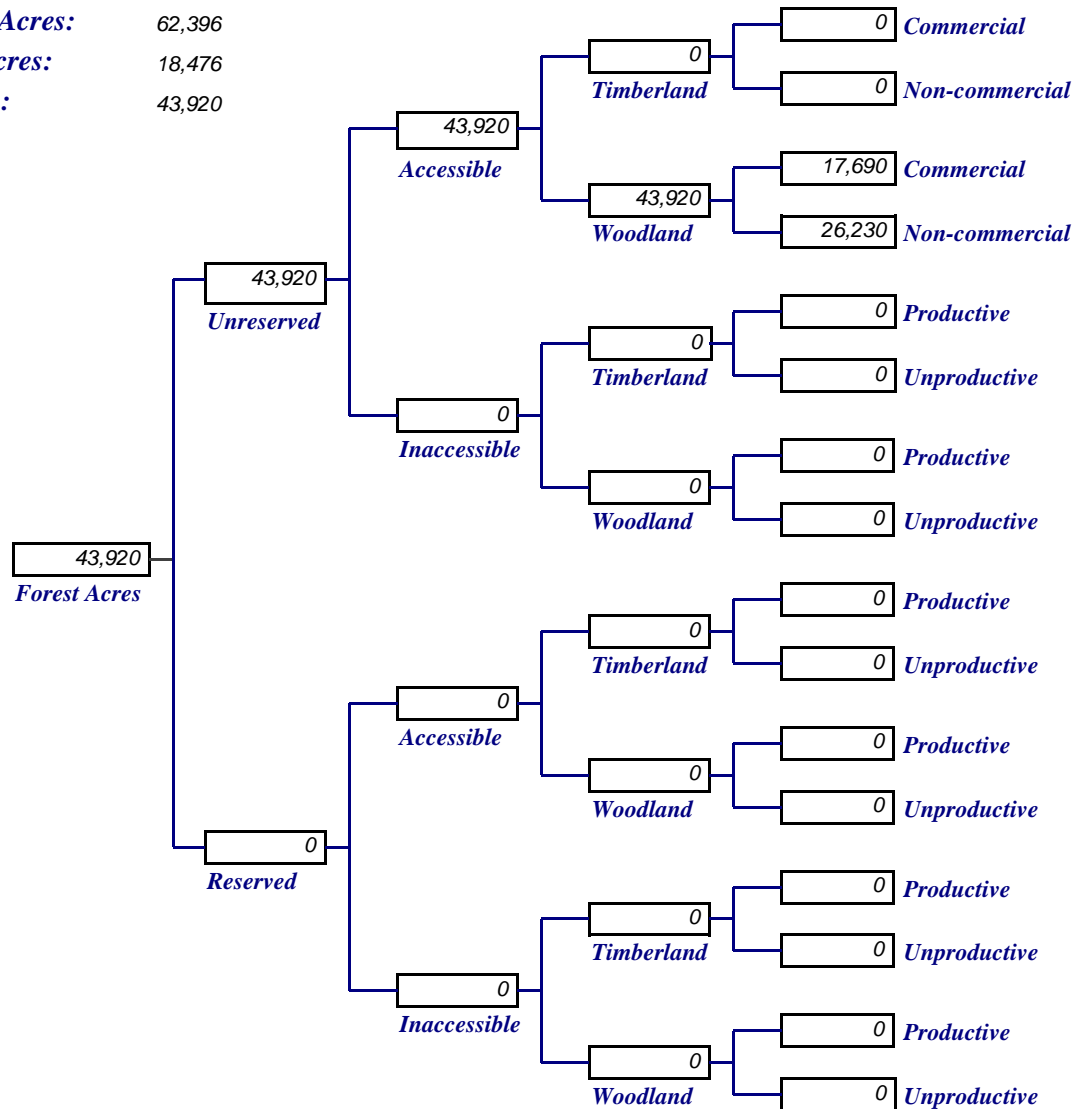 Acres: 62,396
cres: 18,476
: 43,920
0 Commercial
0
Timberland
0 Non-commercial
43,920
Accessible
17,690 Commercial
43,920
Woodland
26,230 Non-commercial
43,920
Unreserved
0 Productive
0
Timberland
0 Unproductive
0
Inaccessible
0 Productive
0
Woodland
0 Unproductive
43,920
Forest Acres
0 Productive
0
Timberland
0 Unproductive
0
Accessible
0 Productive
0
Woodland
0 Unproductive
0
Reserved
0 Productive
0
Timberland
0 Unproductive
0
Inaccessible
0 Productive
0
Woodland
0 Unproductive